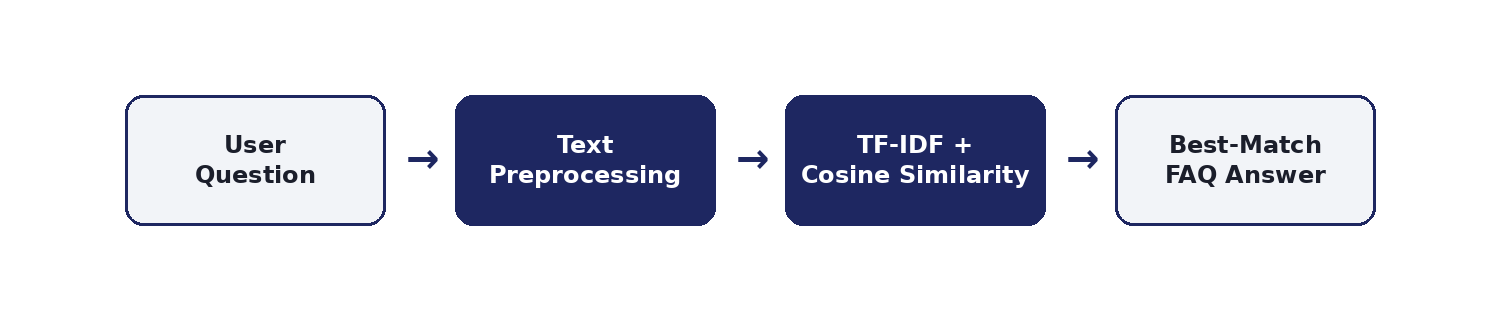 User
Question
→
Text
Preprocessing
→
TF-IDF +
Cosine Similarity
→
Best-Match
FAQ Answer